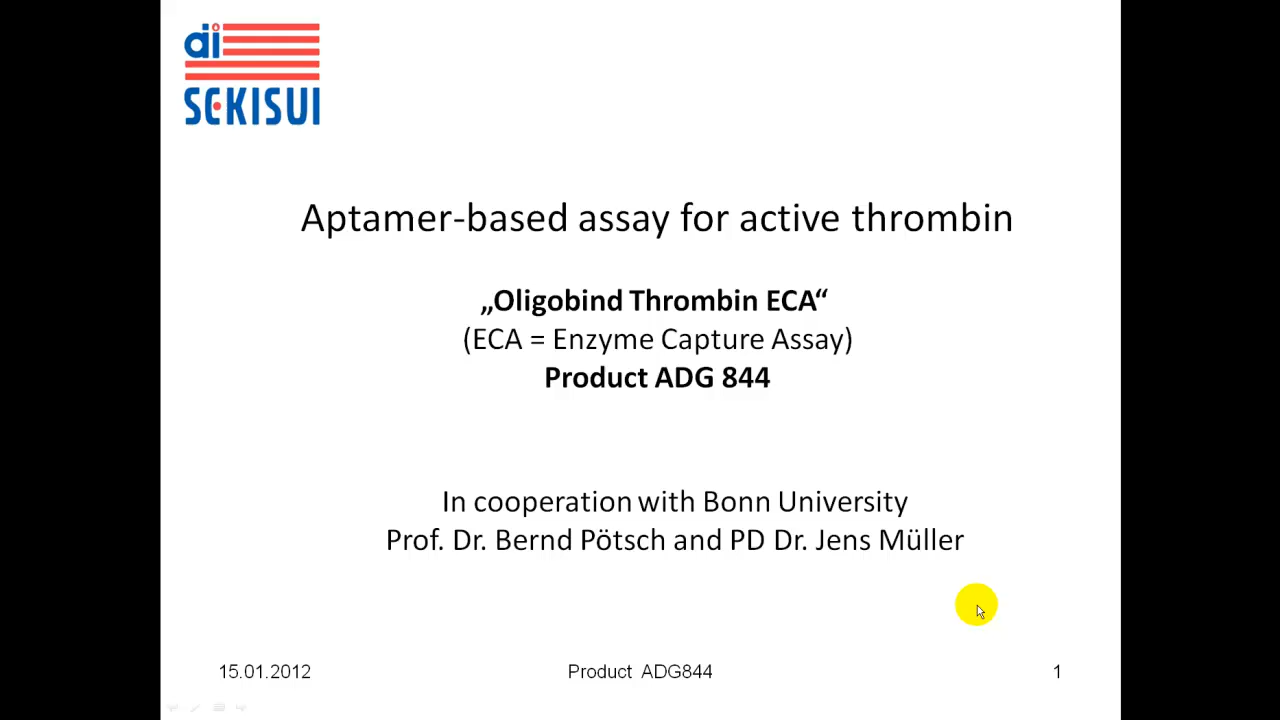 SEKISUI
Aptamer-based assay for active thrombin
„Oligobind Thrombin ECA“
(ECA = Enzyme Capture Assay)
Product ADG 844
In cooperation with Bonn University
Prof. Dr. Bernd Pötsch and PD Dr. Jens Müller
15.01.2012
Product ADG844
1